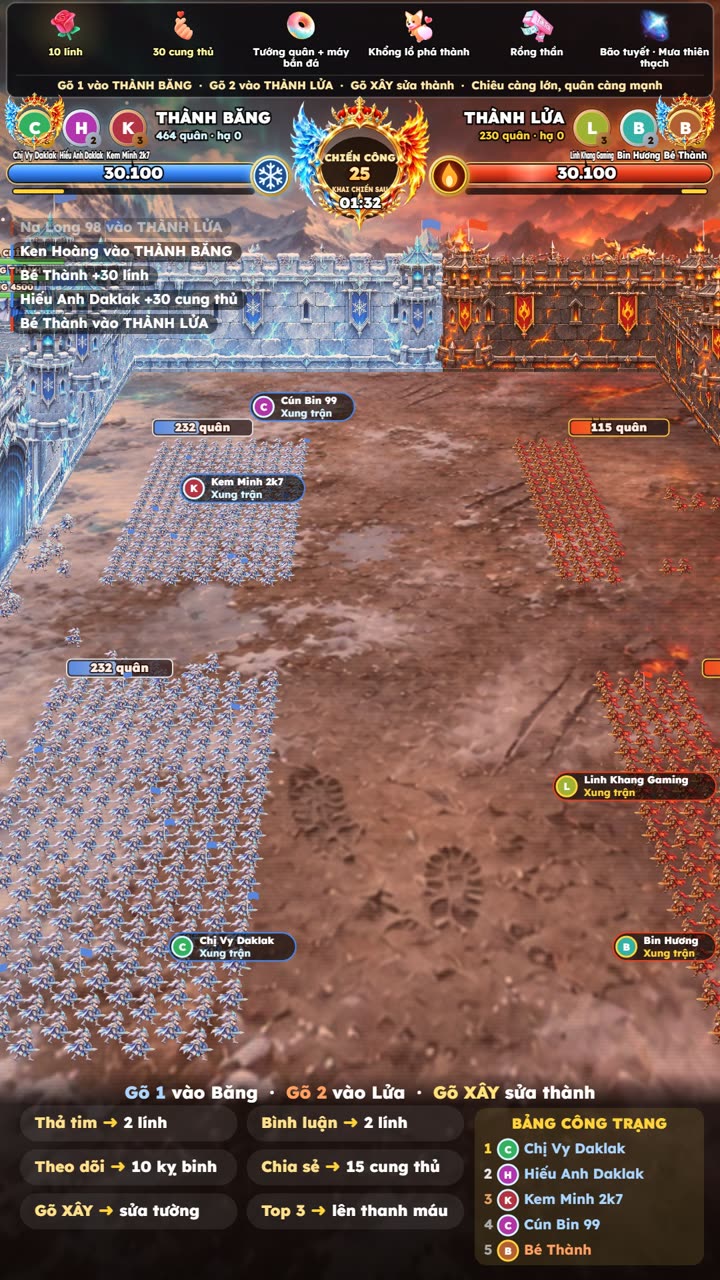 10 lính
30 cung thủ
Tướng quân + máy bắn đá
Khổng lồ phá thành
Rồng thần
Bão tuyết · Mưa thiên thạch
Gõ 1 vào THÀNH BĂNG · Gõ 2 vào THÀNH LỬA · Gõ XÂY sửa thành · Chiêu càng lớn, quân càng mạnh
C
H 2
K 3
THÀNH BĂNG
464 quân · hạ 0
Chị Vy Daklak Hiếu Anh Daklak Kem Minh 2k7
30.100
CHIẾN CÔNG
25
KHAI CHIẾN SAU
01:32
THÀNH LỬA
230 quân · hạ 0
L 3
B 2
B
Linh Khang Gaming Bin Hương Bé Thành
30.100
Na Long 98 vào THÀNH LỬA
Ken Hoàng vào THÀNH BĂNG
Bé Thành +30 lính
Hiếu Anh Daklak +30 cung thủ
Bé Thành vào THÀNH LỬA
4500
C Cún Bin 99
Xung trận
232 quân
115 quân
K Kem Minh 2k7
Xung trận
232 quân
L Linh Khang Gaming
Xung trận
C Chị Vy Daklak
Xung trận
B Bin Hương
Xung trận
Gõ 1 vào Băng · Gõ 2 vào Lửa · Gõ XÂY sửa thành
Thả tim → 2 lính
Bình luận → 2 lính
Theo dõi → 10 kỵ binh
Chia sẻ → 15 cung thủ
Gõ XÂY → sửa tường
Top 3 → lên thanh máu
BẢNG CÔNG TRẠNG
1 C Chị Vy Daklak
2 H Hiếu Anh Daklak
3 K Kem Minh 2k7
4 C Cún Bin 99
5 B Bé Thành